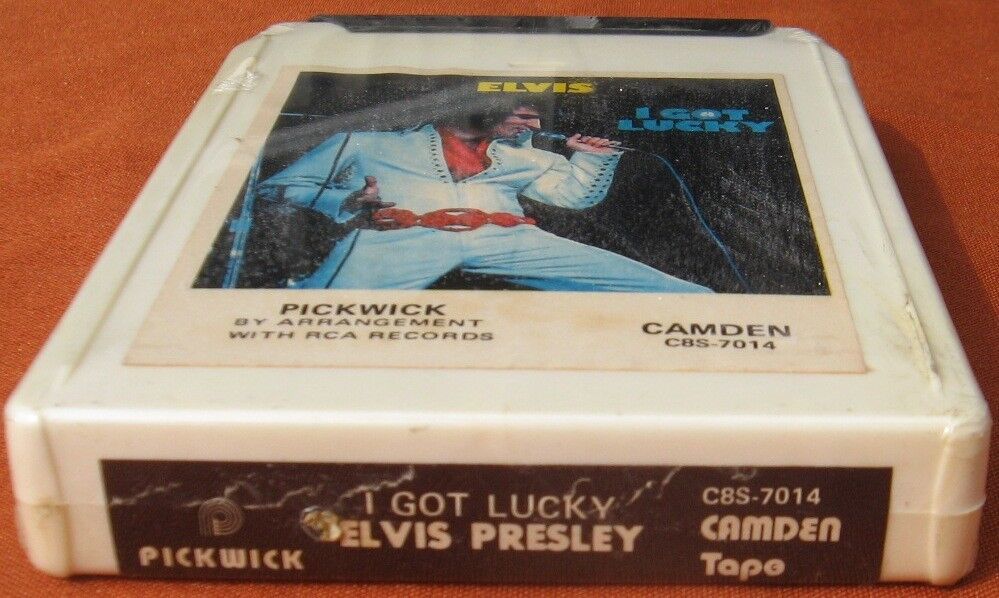 ELVIS
I GOT
LUCKY
PICKWICK
BY ARRANGEMENT
WITH RCA RECORDS
CAMDEN
C8S-7014
I GOT LUCKY
ELVIS PRESLEY
PICKWICK
C8S-7014
CAMDEN
Tape